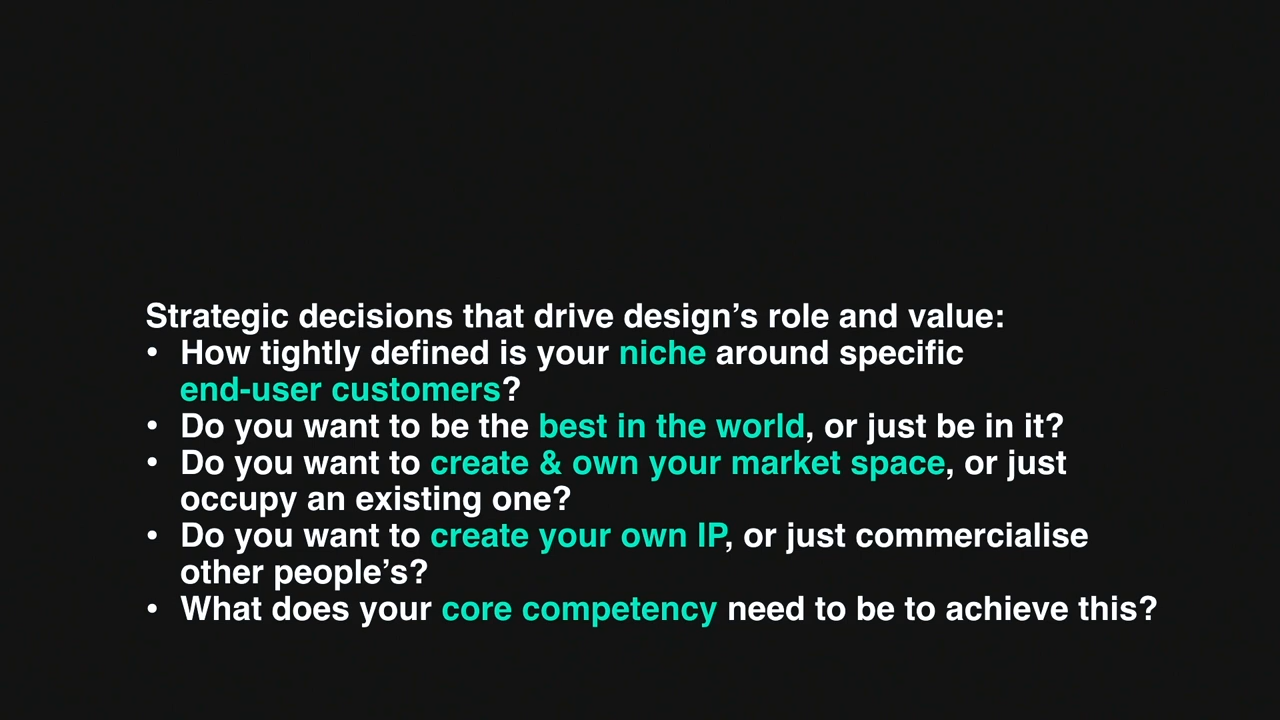 Strategic decisions that drive design’s role and value:
• How tightly defined is your niche around specific
end-user customers?
• Do you want to be the best in the world, or just be in it?
• Do you want to create & own your market space, or just
occupy an existing one?
• Do you want to create your own IP, or just commercialise
other people’s?
• What does your core competency need to be to achieve this?